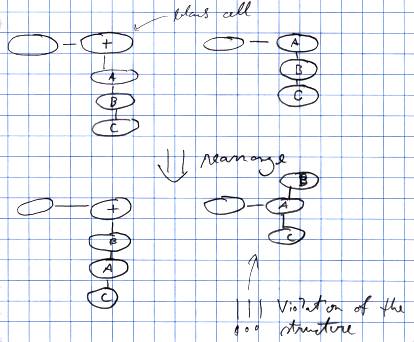 plus cell
+ A
A B
B C
C
rearrange
+ B
B A
A C
C
!!! Violation of the
structure